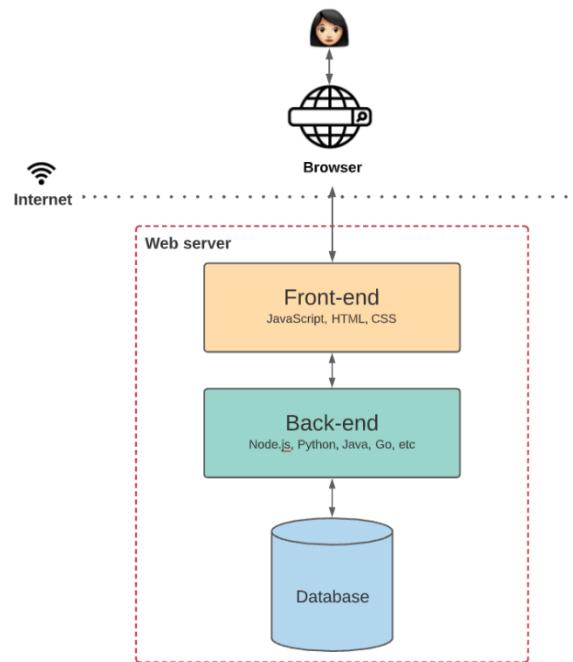 Browser
Internet
Web server
Front-end
JavaScript, HTML, CSS
Back-end
Node.js, Python, Java, Go, etc
Database